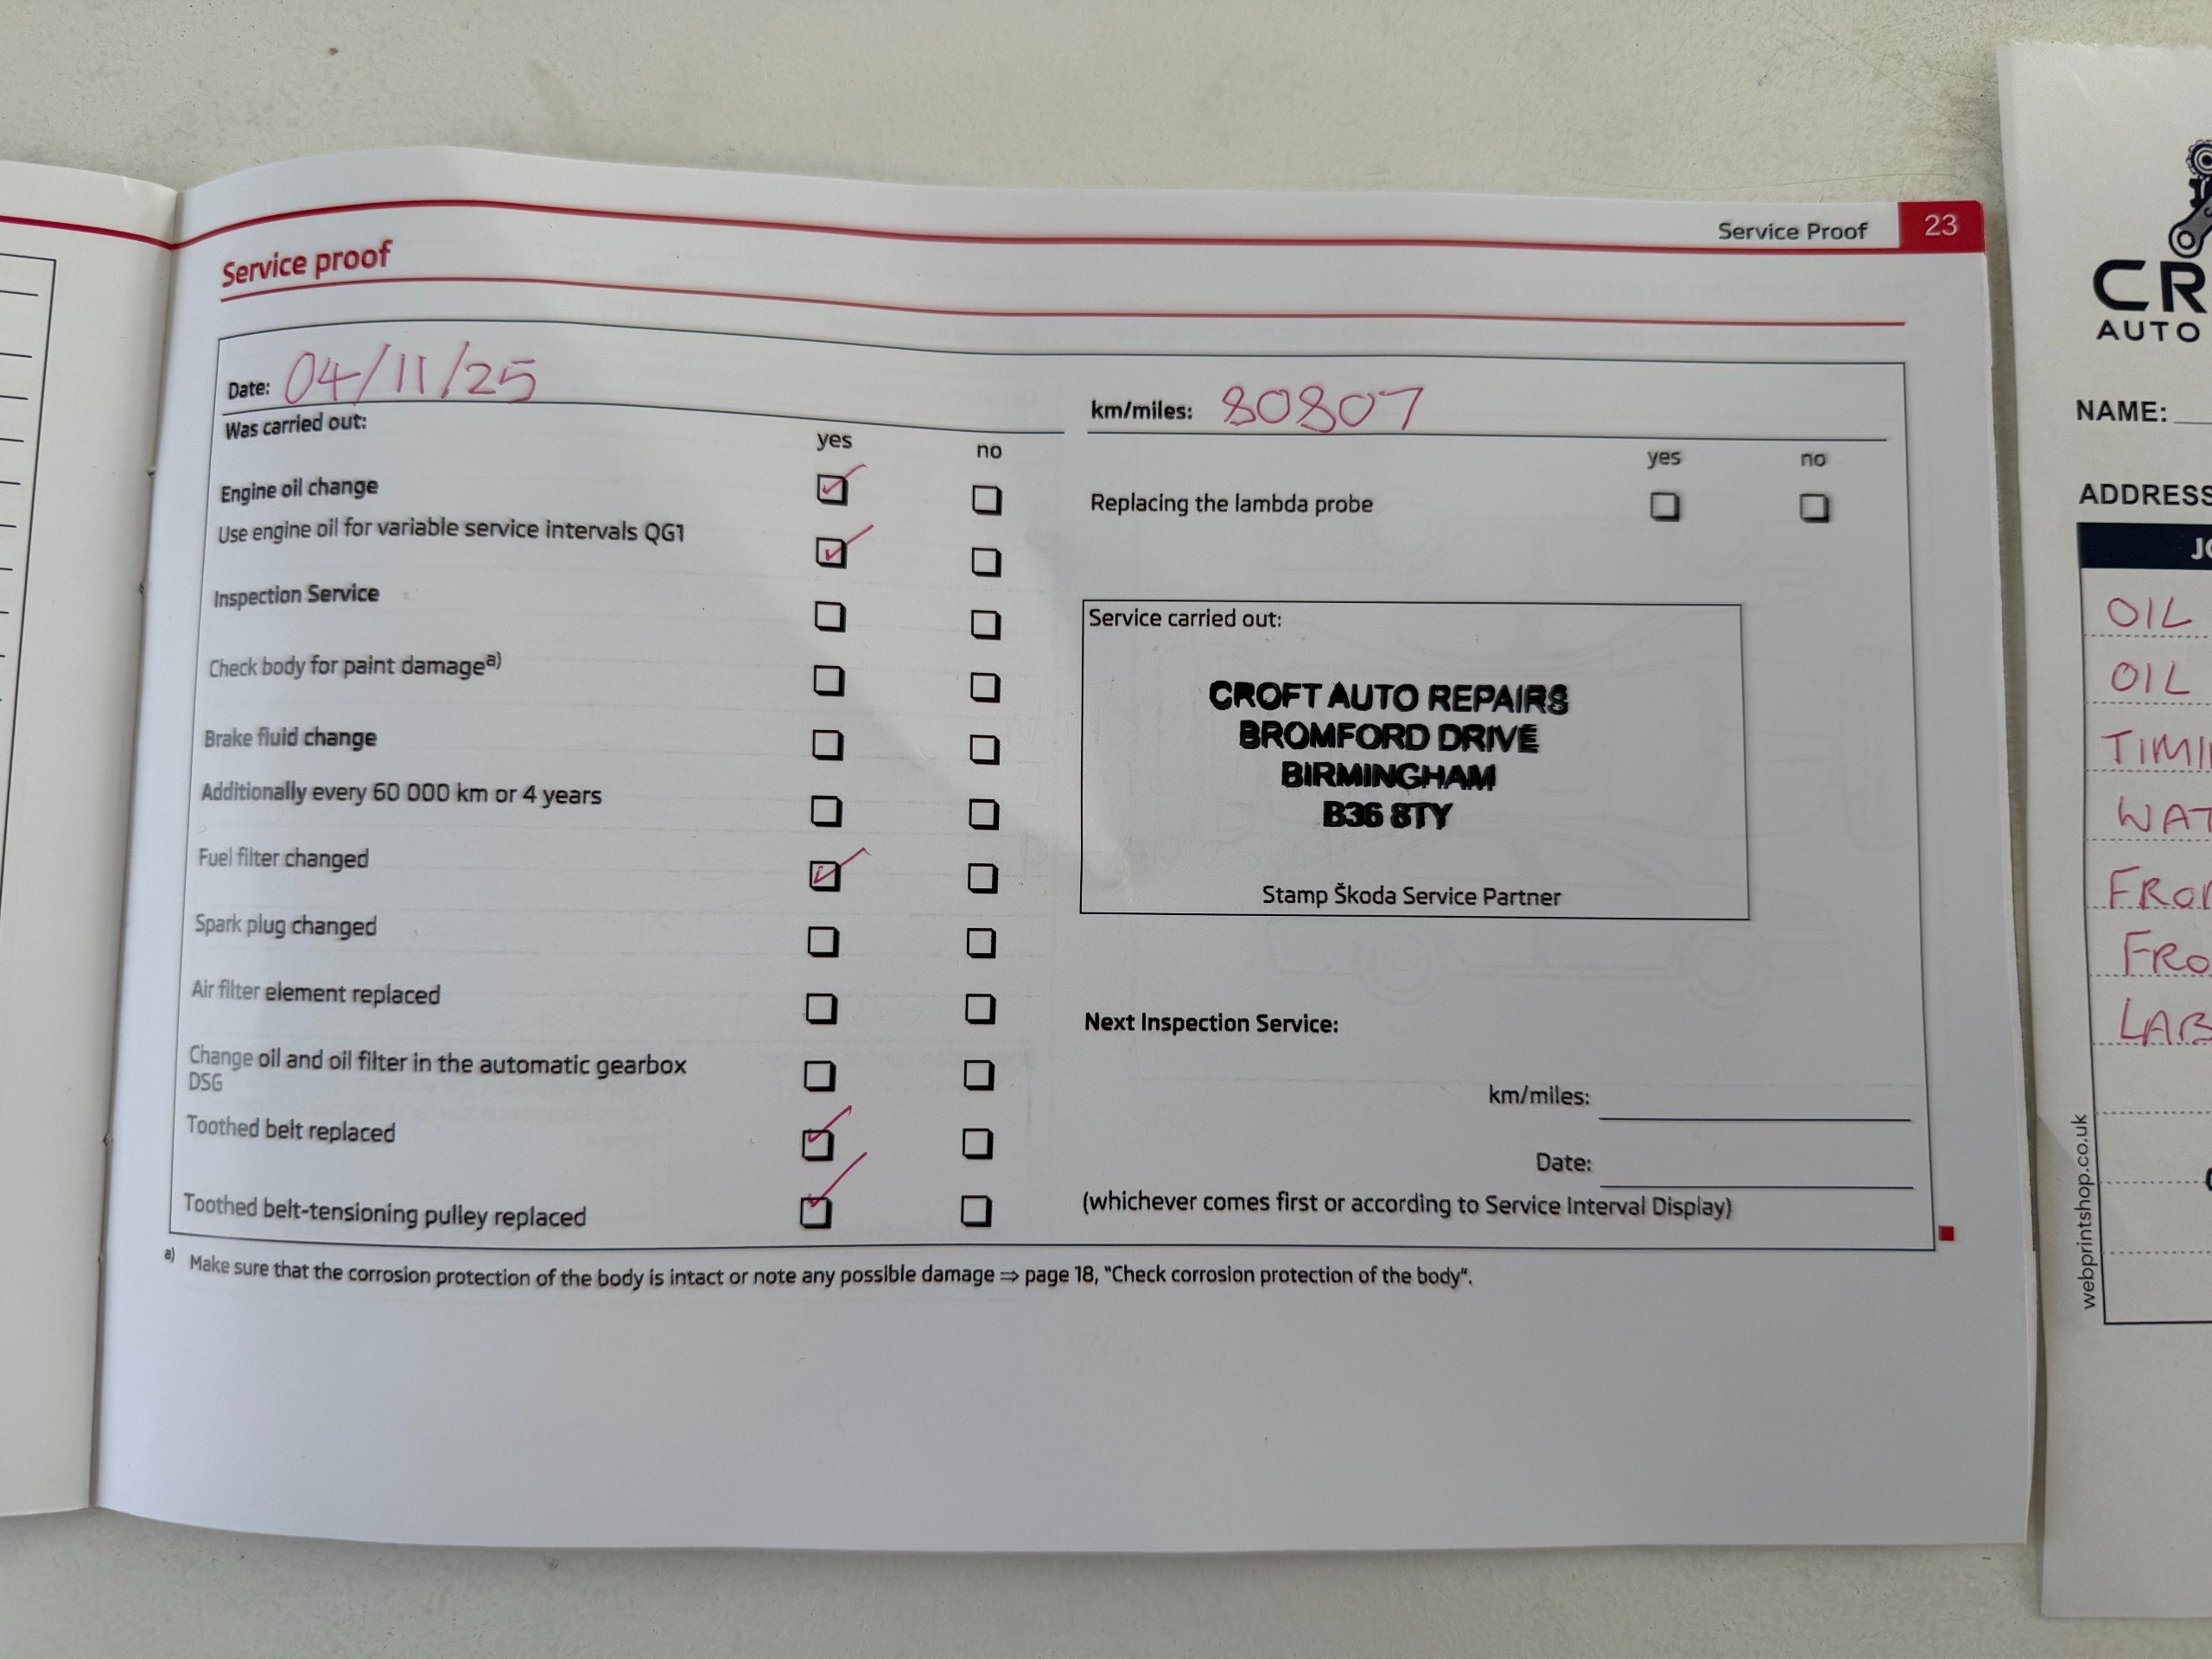 Service Proof 23
Service proof
Date: 04/11/25
km/miles: 80807
Was carried out:
yes no
yes no
Engine oil change
Replacing the lambda probe
Use engine oil for variable service intervals QG1
Inspection Service
Check body for paint damage a)
Brake fluid change
Additionally every 60 000 km or 4 years
Fuel filter changed
Spark plug changed
Air filter element replaced
Change oil and oil filter in the automatic gearbox
DSG
Toothed belt replaced
Toothed belt-tensioning pulley replaced
Service carried out:
CROFT AUTO REPAIRS
BROMFORD DRIVE
BIRMINGHAM
B36 8TY
Stamp Škoda Service Partner
Next Inspection Service:
km/miles:
Date:
(whichever comes first or according to Service Interval Display)
a) Make sure that the corrosion protection of the body is intact or note any possible damage ⇒ page 18, "Check corrosion protection of the body".
CR
AUTO
NAME:
ADDRESS
JO
OIL
OIL
TIMI
WAT
FRO
FRO
LAB
webprintshop.co.uk